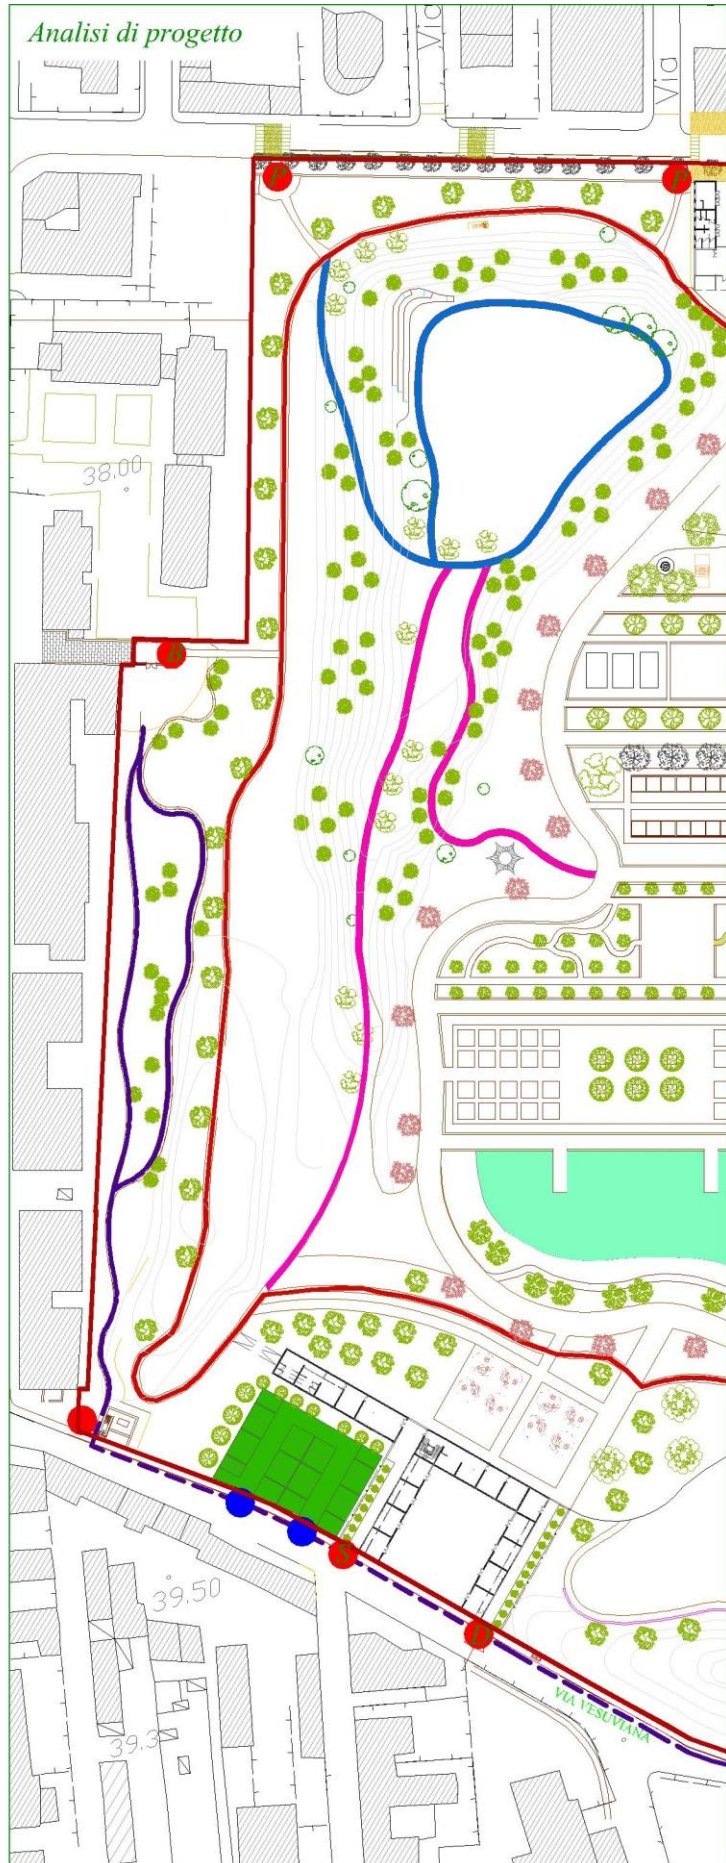 Analisi di progetto
Via
Via
P
P
38.00
B
S
D
39.50
39.3
VIA VESUVIANA